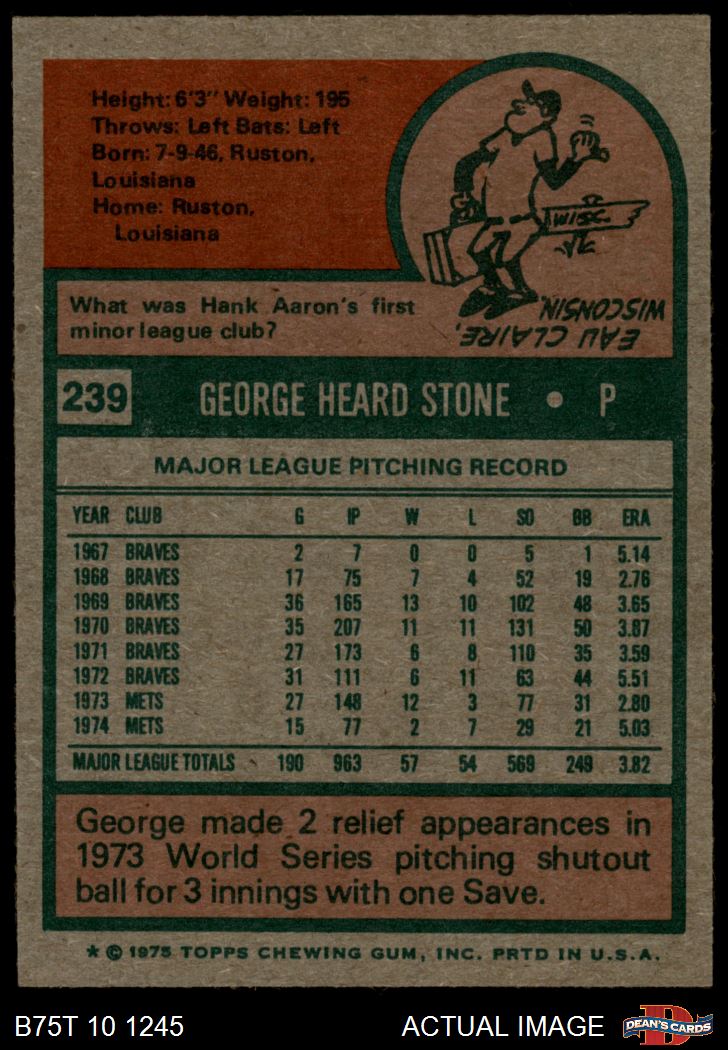 Height: 6'3" Weight: 195
Throws: Left Bats: Left
Born: 7-9-46, Ruston,
Louisiana
Home: Ruston,
Louisiana
WISC
What was Hank Aaron's first
minor league club?
EAU CLAIRE,
WISCONSIN.
239 GEORGE HEARD STONE • P
MAJOR LEAGUE PITCHING RECORD
YEAR CLUB G IP W L SO BB ERA
1967 BRAVES 2 7 0 0 5 1 5.14
1968 BRAVES 17 75 7 4 52 19 2.76
1969 BRAVES 36 165 13 10 102 48 3.65
1970 BRAVES 35 207 11 11 131 50 3.87
1971 BRAVES 27 173 6 8 110 35 3.59
1972 BRAVES 31 111 6 11 63 44 5.51
1973 METS 27 148 12 3 77 31 2.80
1974 METS 15 77 2 7 29 21 5.03
MAJOR LEAGUE TOTALS 190 963 57 54 569 249 3.82
George made 2 relief appearances in
1973 World Series pitching shutout
ball for 3 innings with one Save.
* © 1975 TOPPS CHEWING GUM, INC. PRTD IN U.S.A.
B75T 10 1245 ACTUAL IMAGE D DEAN'S CARDS